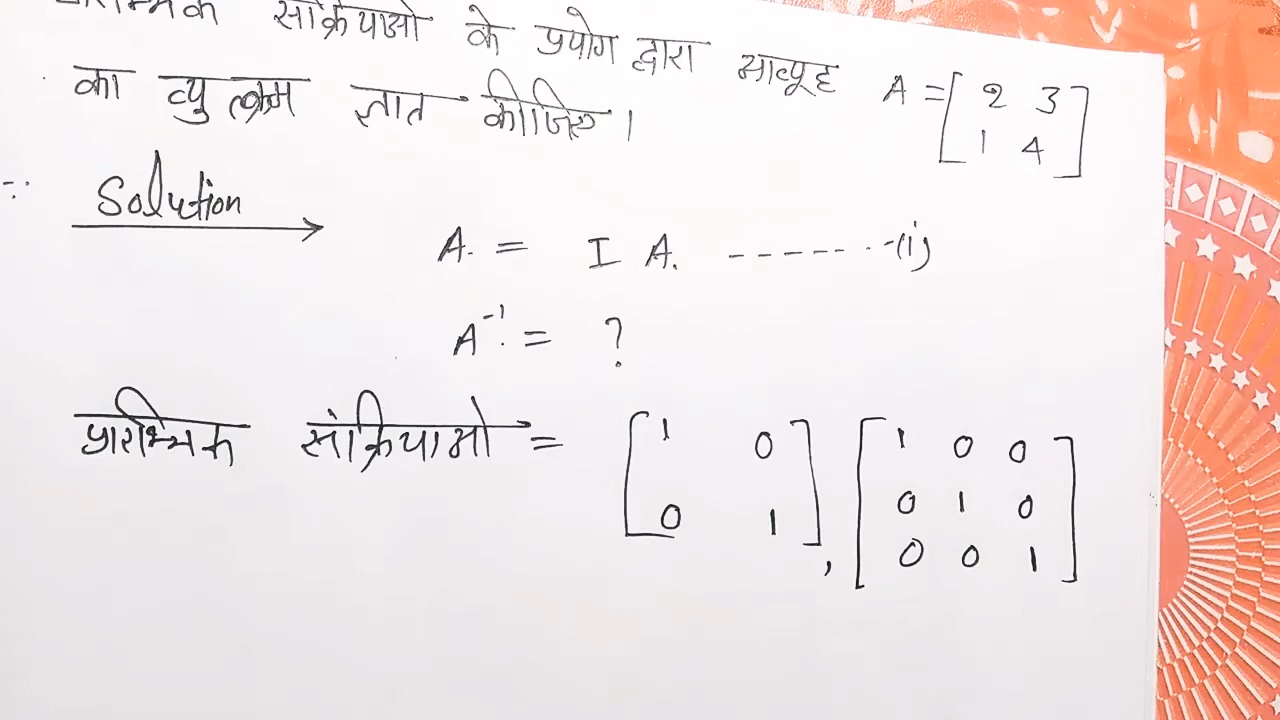 प्रारम्भिक सांक्रियाओ के प्रयोग द्वारा आव्यूह A = [ 2 3
1 4 ]
का व्युत्क्रम ज्ञात कीजिए।
Solution
A. = I A. ------- -(i)
A⁻¹ = ?
प्रारम्भिक सांक्रियाओ = [ 1 0 , [ 1 0 0
0 1 ] 0 1 0
0 0 1 ]